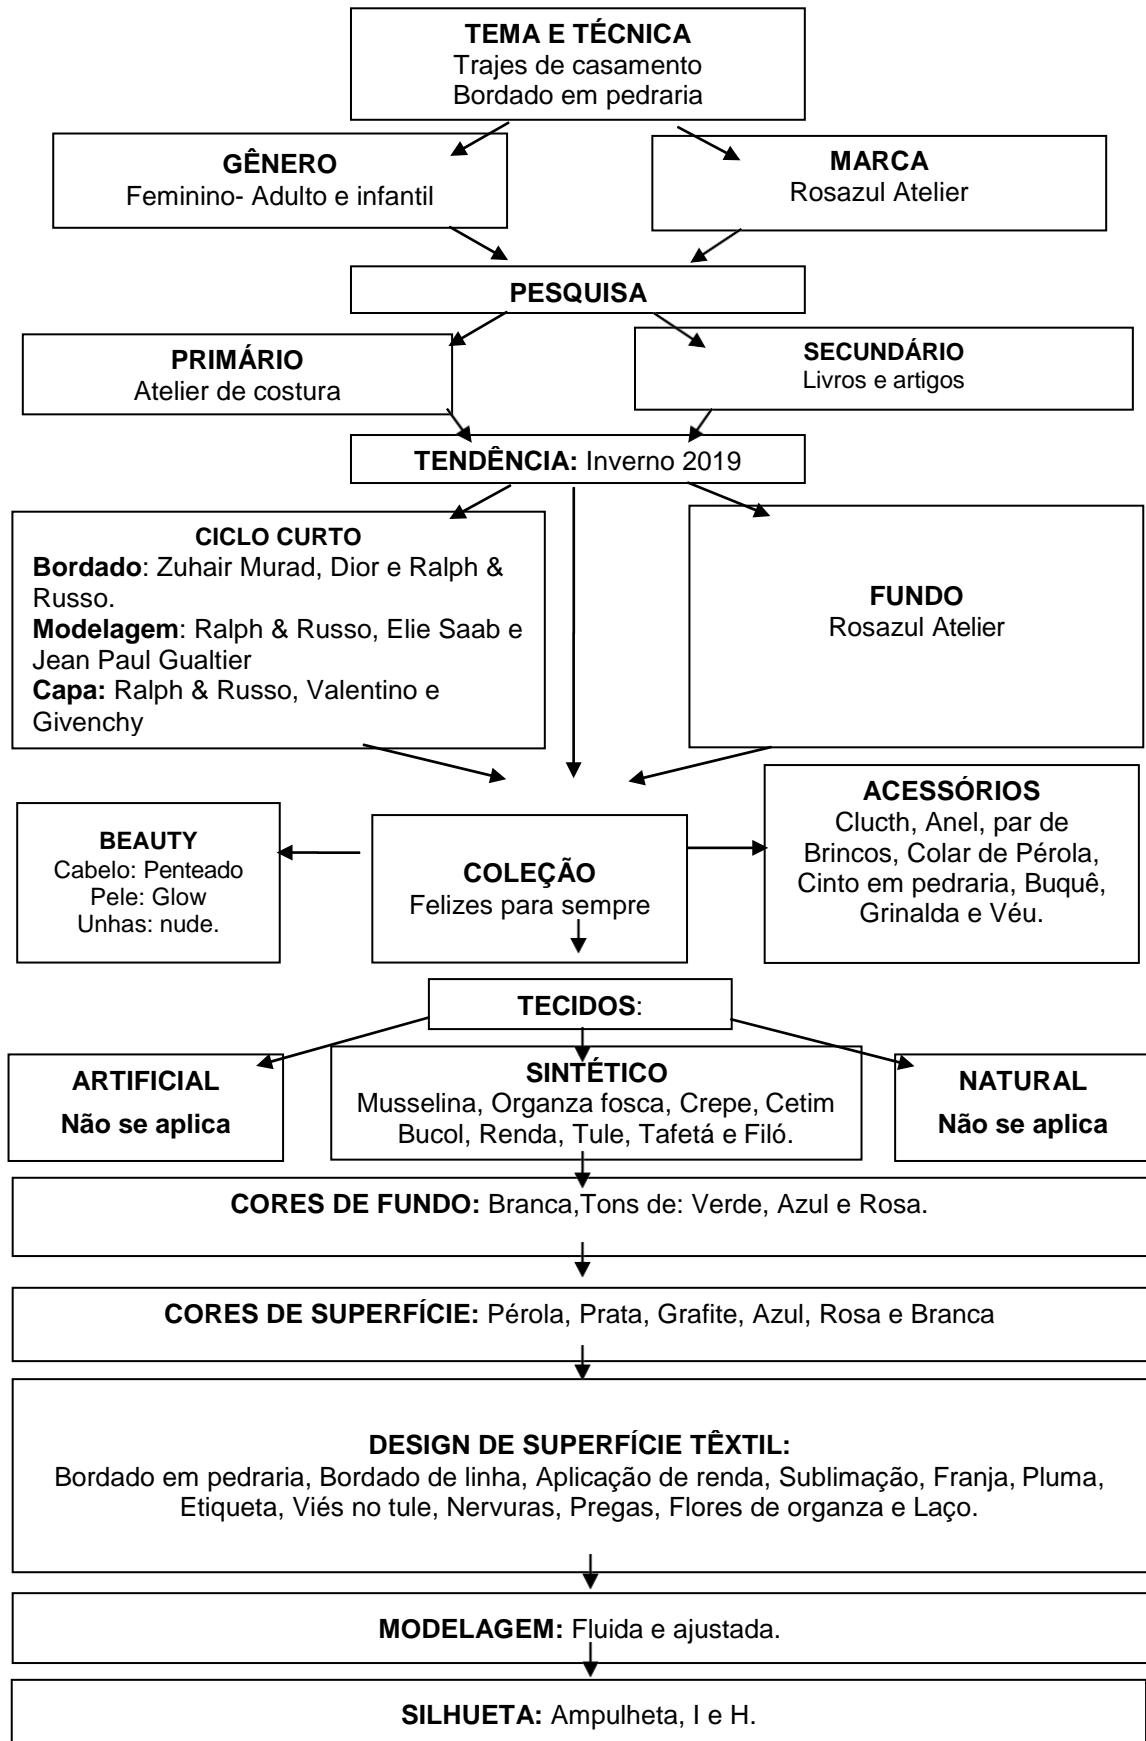 TEMA E TÉCNICA
Trajes de casamento
Bordado em pedraria
GÊNERO
Feminino- Adulto e infantil
MARCA
Rosazul Atelier
PESQUISA
PRIMÁRIO
Atelier de costura
SECUNDÁRIO
Livros e artigos
TENDÊNCIA: Inverno 2019
CICLO CURTO
Bordado: Zuhair Murad, Dior e Ralph &
Russo.
Modelagem: Ralph & Russo, Elie Saab e
Jean Paul Gualtier
Capa: Ralph & Russo, Valentino e
Givenchy
FUNDO
Rosazul Atelier
BEAUTY
Cabelo: Penteado
Pele: Glow
Unhas: nude.
COLEÇÃO
Felizes para sempre
ACESSÓRIOS
Clucth, Anel, par de
Brincos, Colar de Pérola,
Cinto em pedraria, Buquê,
Grinalda e Véu.
TECIDOS:
ARTIFICIAL
Não se aplica
SINTÉTICO
Musselina, Organza fosca, Crepe, Cetim
Bucol, Renda, Tule, Tafetá e Filó.
NATURAL
Não se aplica
CORES DE FUNDO: Branca,Tons de: Verde, Azul e Rosa.
CORES DE SUPERFÍCIE: Pérola, Prata, Grafite, Azul, Rosa e Branca
DESIGN DE SUPERFÍCIE TÊXTIL:
Bordado em pedraria, Bordado de linha, Aplicação de renda, Sublimação, Franja, Pluma,
Etiqueta, Viés no tule, Nervuras, Pregas, Flores de organza e Laço.
MODELAGEM: Fluida e ajustada.
SILHUETA: Ampulheta, I e H.